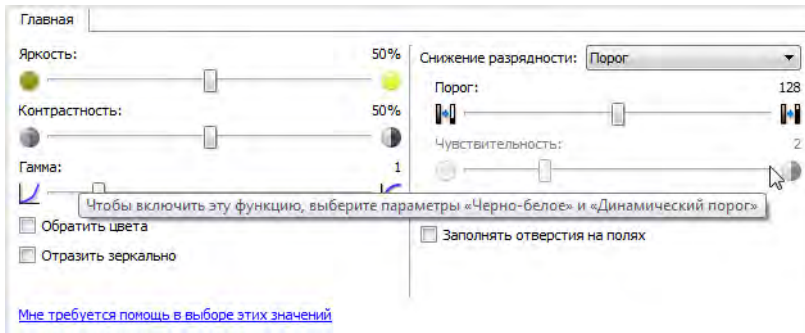 Главная
Яркость: 50%
Контрастность: 50%
Гамма: 1
Обратить цвета
Отразить зеркально
Мне требуется помощь в выборе этих значений
Снижение разрядности: Порог
Порог: 128
Чувствительность: 2
Чтобы включить эту функцию, выберите параметры «Черно-белое» и «Динамический порог»
Заполнять отверстия на полях